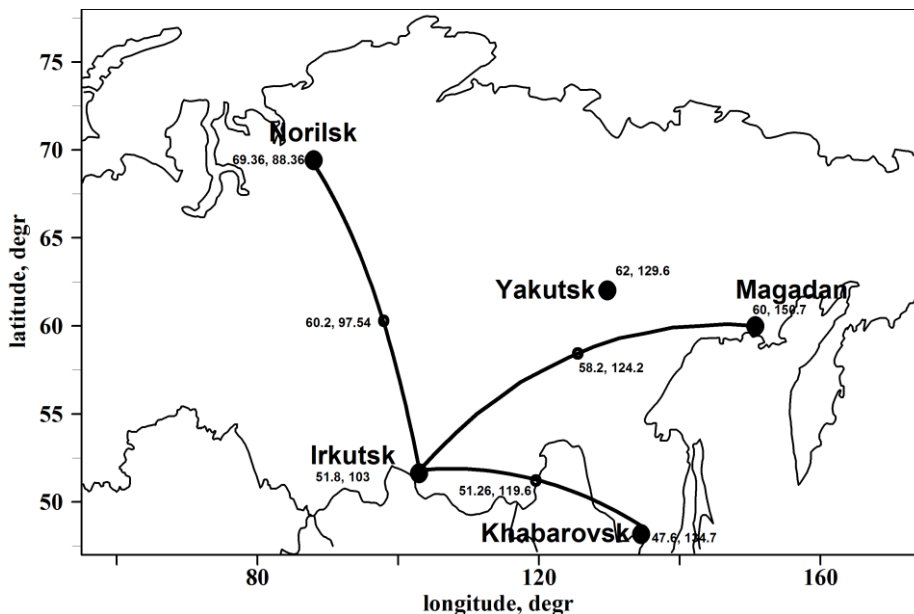 75
70
65
60
55
50
latitude, degr
Norilsk
69.36, 88.36
62, 129.6
Yakutsk
Magadan
60, 150.7
60.2, 97.54
58.2, 124.2
Irkutsk
51.8, 103
51.26, 119.6
Khabarovsk
47.6, 134.7
80
120
160
longitude, degr